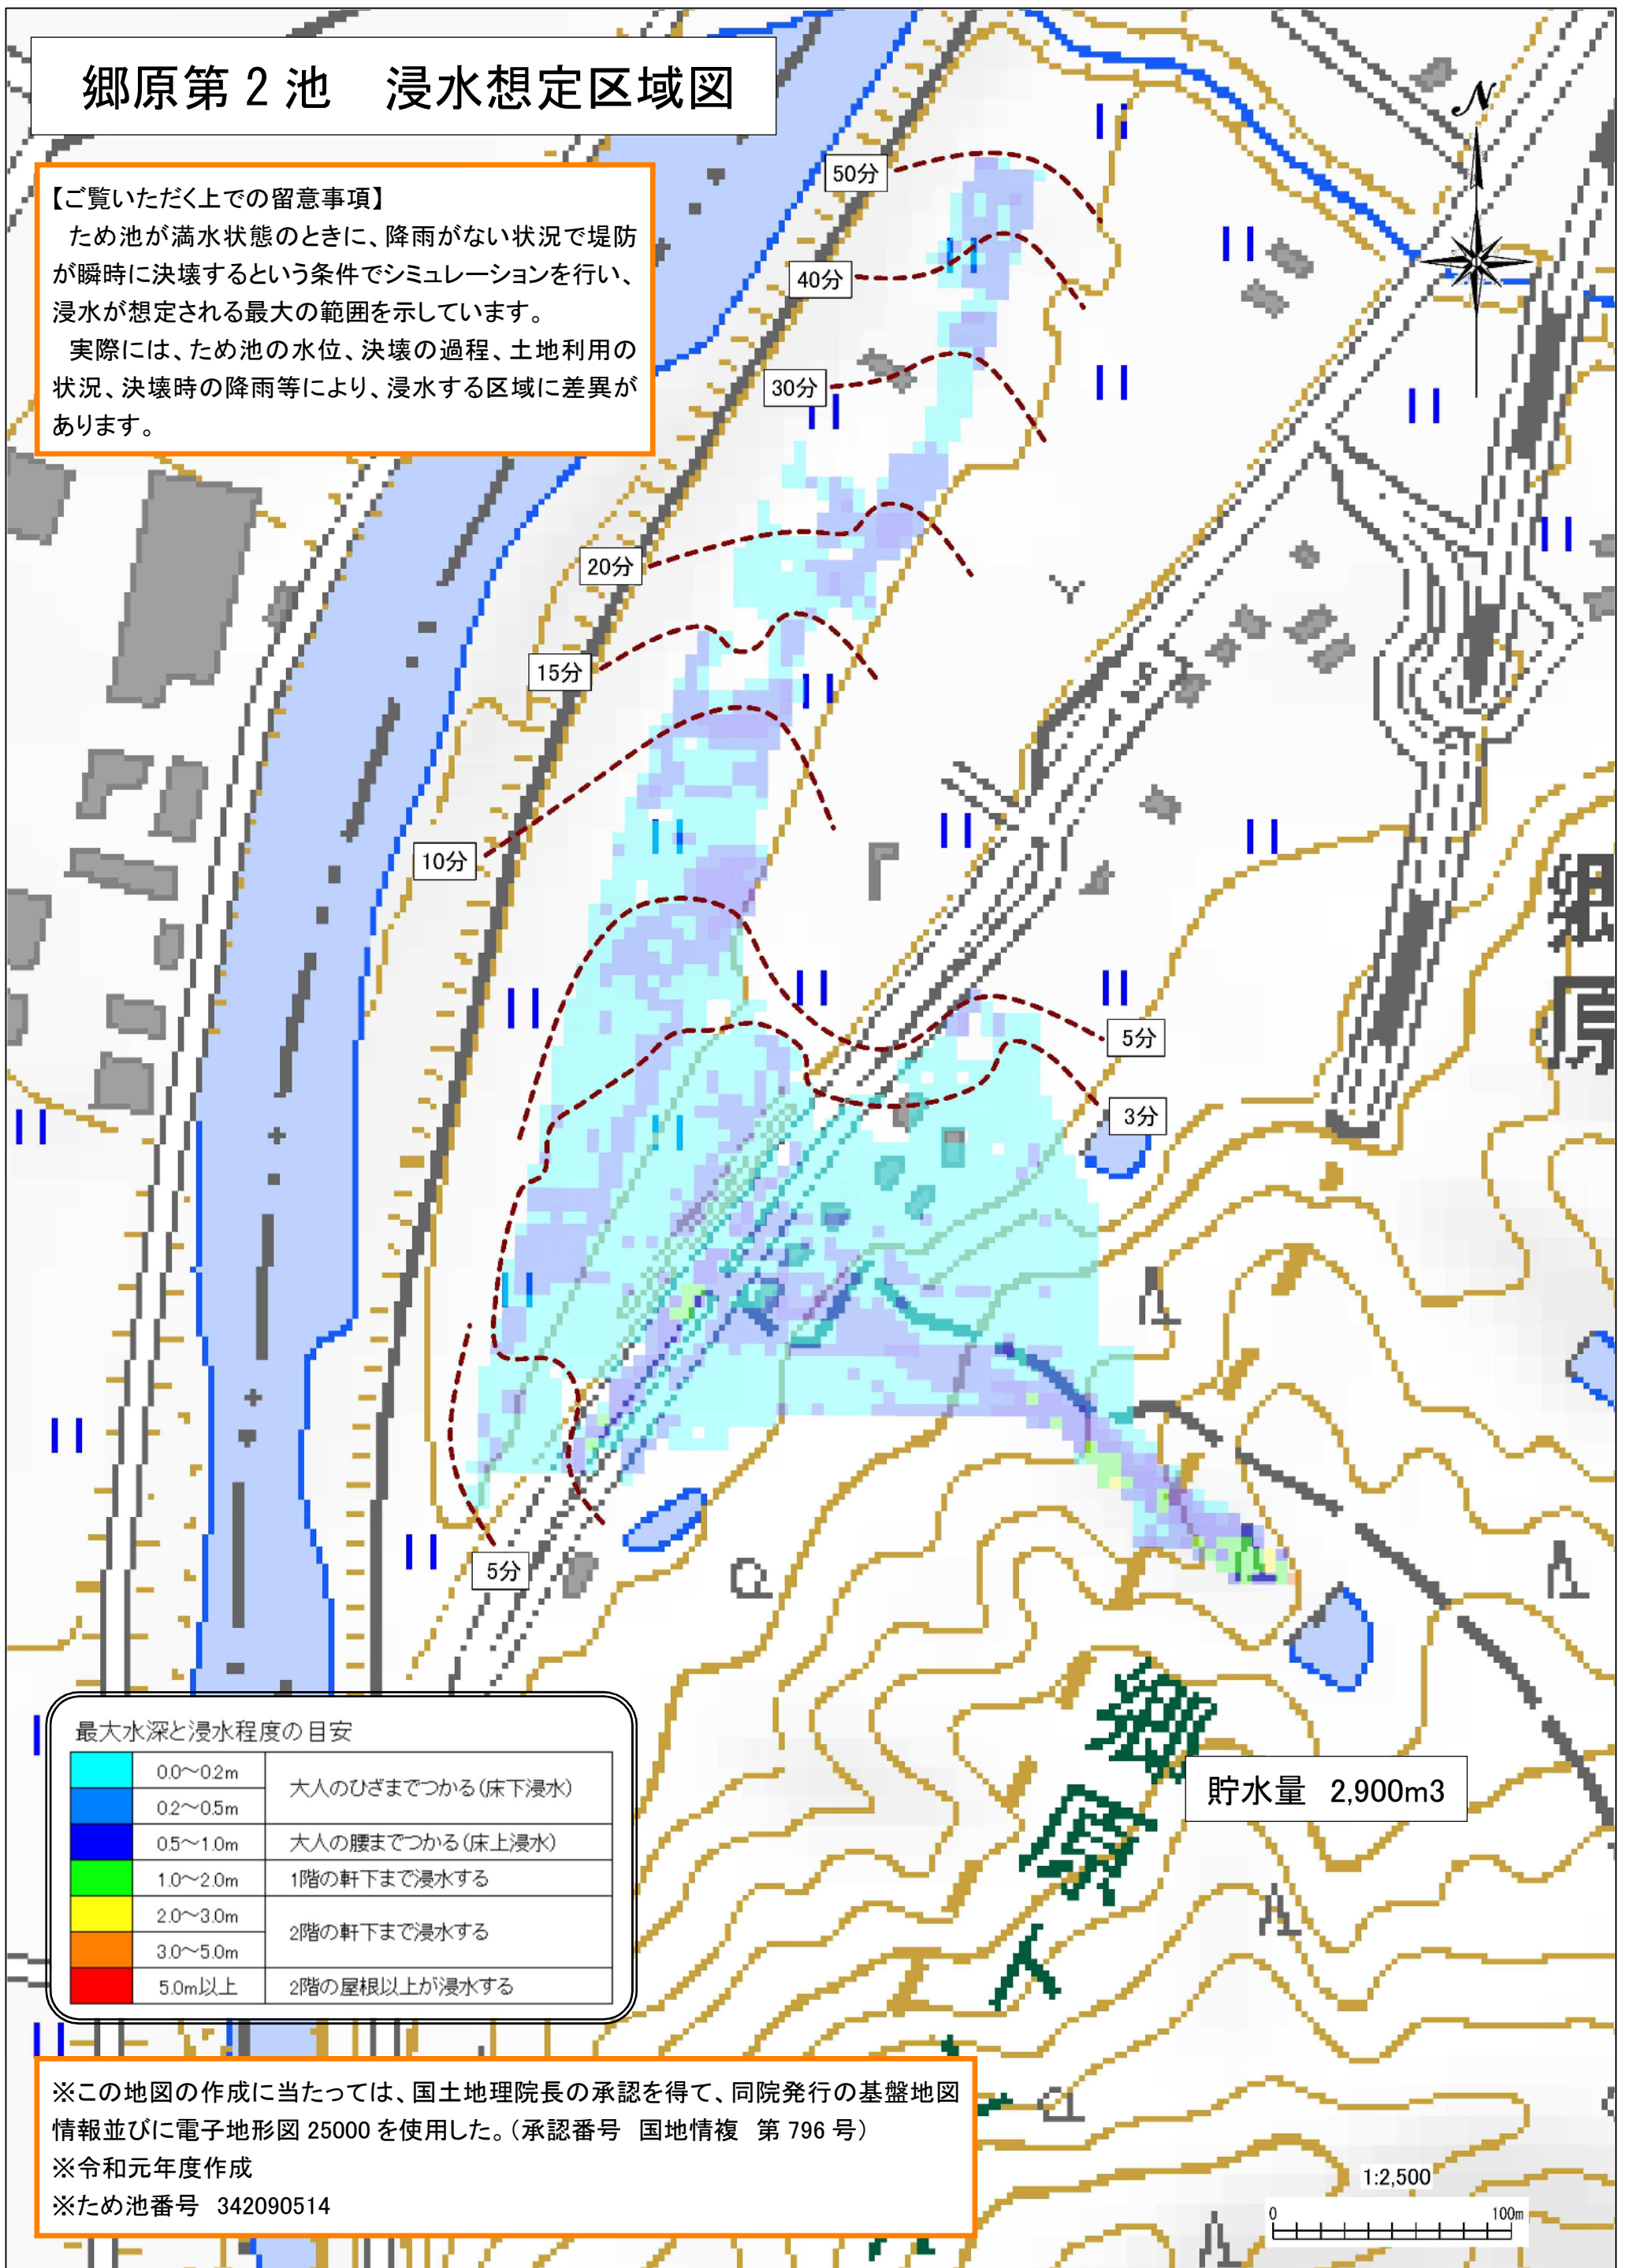 郷原第2池　浸水想定区域図
N
【ご覧いただく上での留意事項】
　ため池が満水状態のときに、降雨がない状況で堤防
が瞬時に決壊するという条件でシミュレーションを行い、
浸水が想定される最大の範囲を示しています。
　実際には、ため池の水位、決壊の過程、土地利用の
状況、決壊時の降雨等により、浸水する区域に差異が
あります。
50分
40分
30分
20分
15分
10分
5分
3分
5分
郷原
郷原
貯水量　2,900m3
最大水深と浸水程度の目安
0.0～0.2m
大人のひざまでつかる(床下浸水)
0.2～0.5m
0.5～1.0m 大人の腰までつかる(床上浸水)
1.0～2.0m 1階の軒下まで浸水する
2.0～3.0m
2階の軒下まで浸水する
3.0～5.0m
5.0m以上 2階の屋根以上が浸水する
※この地図の作成に当たっては、国土地理院長の承認を得て、同院発行の基盤地図
情報並びに電子地形図 25000 を使用した。（承認番号　国地情複　第 796 号）
※令和元年度作成
※ため池番号　342090514
1:2,500
0 100m